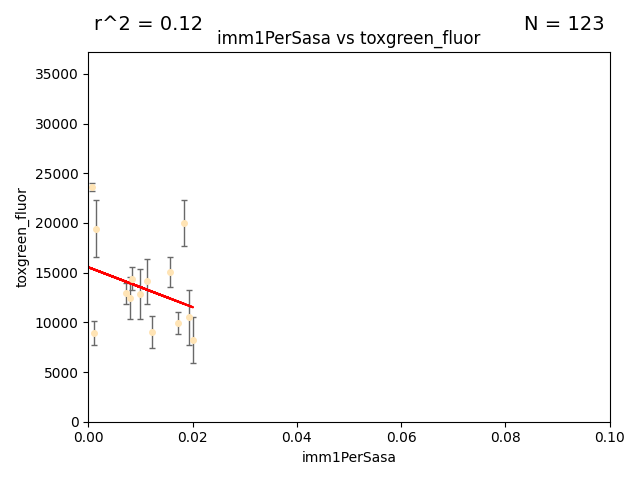 r^2 = 0.12
N = 123
imm1PerSasa vs toxgreen_fluor
35000
30000
25000
20000
15000
10000
5000
0
toxgreen_fluor
0.00
0.02
0.04
0.06
0.08
0.10
imm1PerSasa